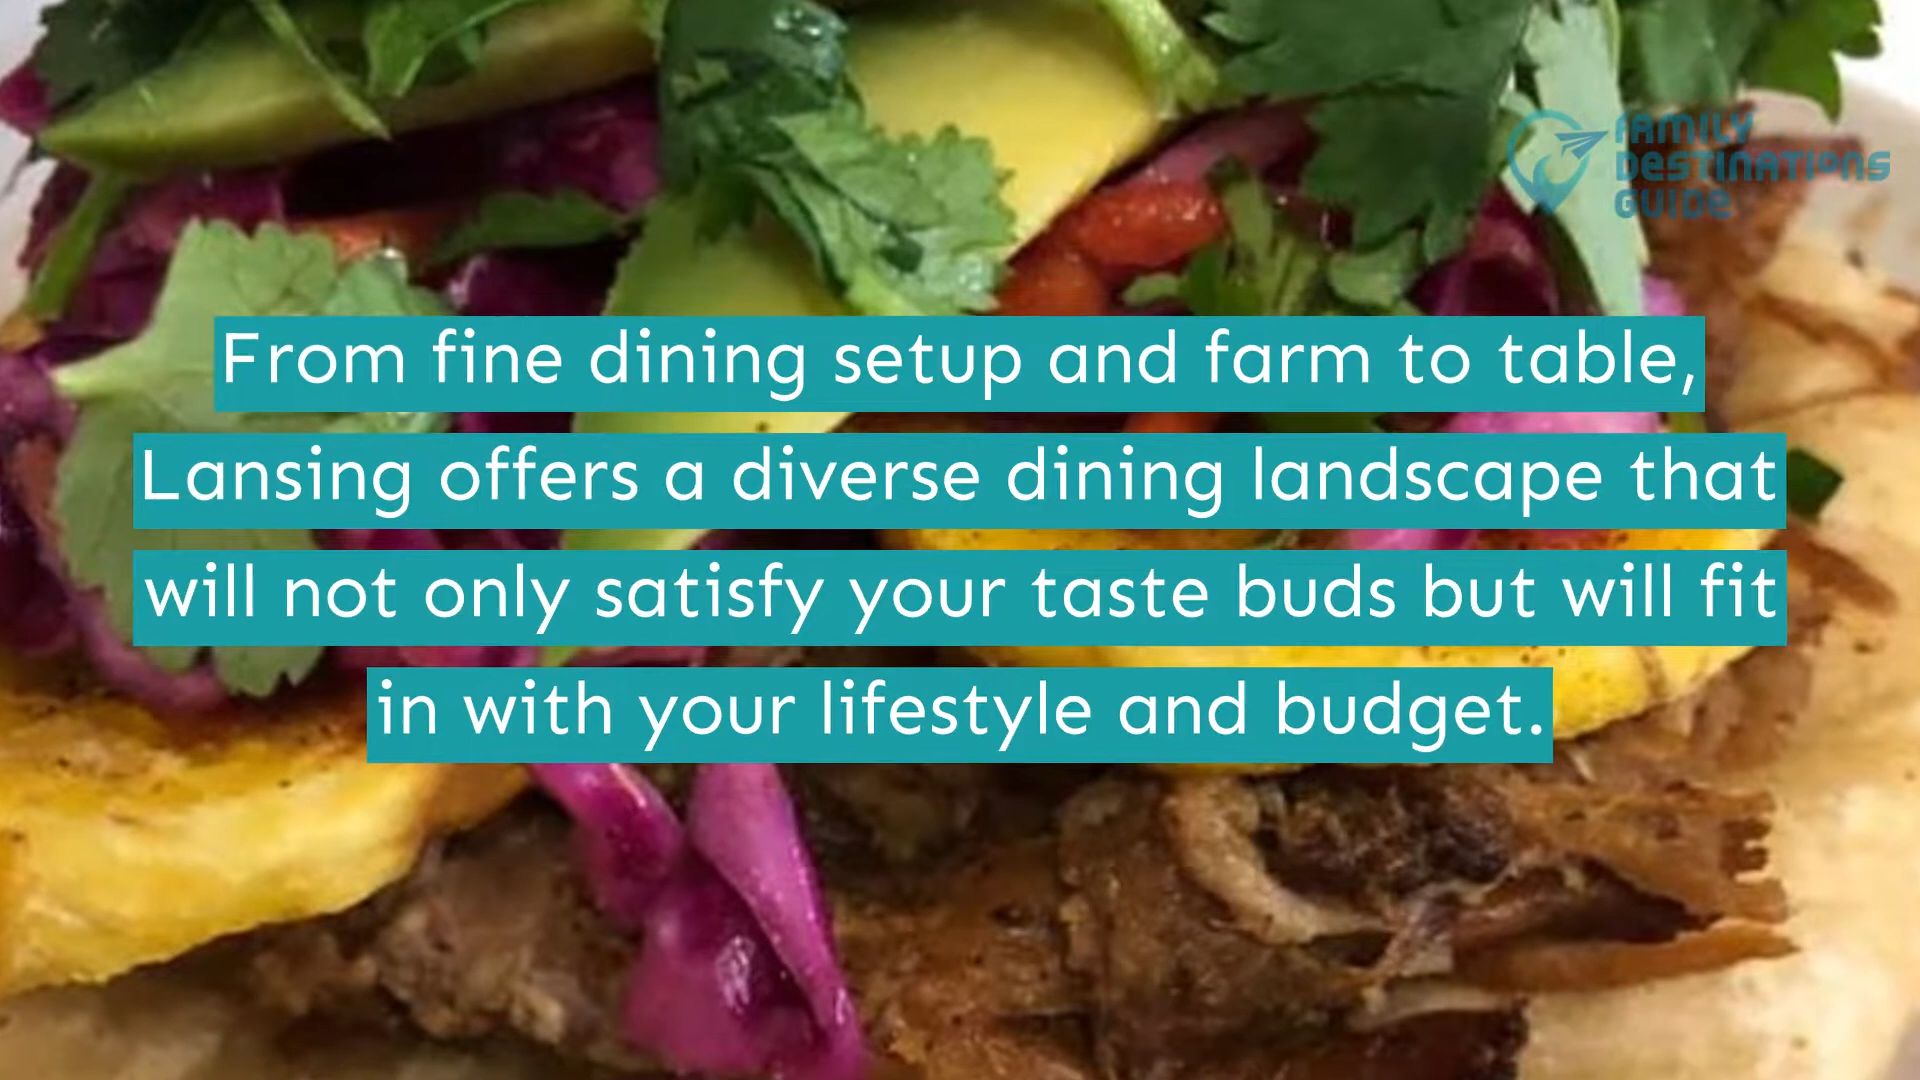 FAMILY
DESTINATIONS
GUIDE
From fine dining setup and farm to table,
Lansing offers a diverse dining landscape that
will not only satisfy your taste buds but will fit
in with your lifestyle and budget.